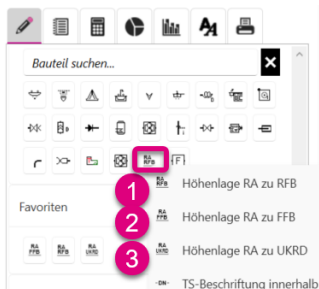 Bauteil suchen...
RA
RFB
F
1
RA
RFB
Höhenlage RA zu RFB
Favoriten
2
RA
FFB
Höhenlage RA zu FFB
RA
FFB
RA
RFB
RA
UKRD
3
RA
UKRD
Höhenlage RA zu UKRD
-DN-
TS-Beschriftung innerhalb